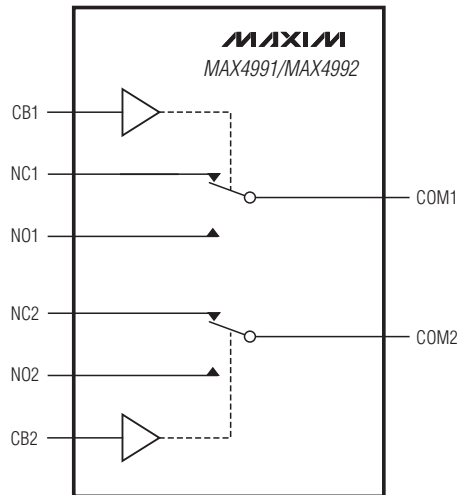 MAXIM
MAX4991/MAX4992
CB1
NC1
COM1
NO1
NC2
COM2
NO2
CB2